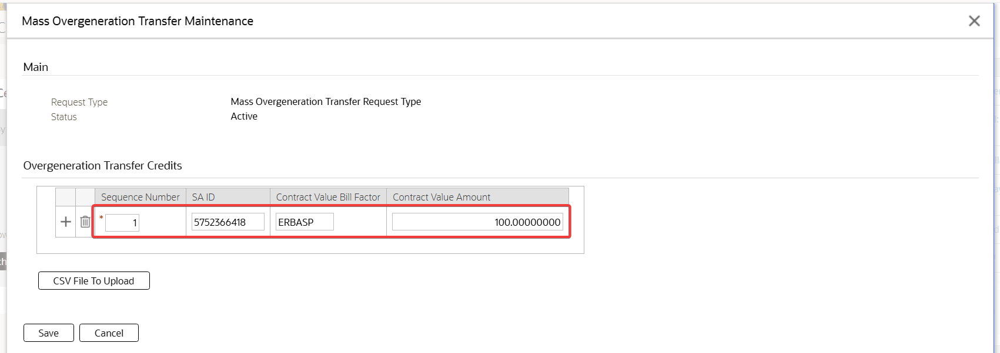 Mass Overgeneration Transfer Maintenance
Main
Request Type Mass Overgeneration Transfer Request Type
Status Active
Overgeneration Transfer Credits
Sequence Number SA ID Contract Value Bill Factor Contract Value Amount
* 1 5752366418 ERBASP 100.00000000
CSV File To Upload
Save Cancel